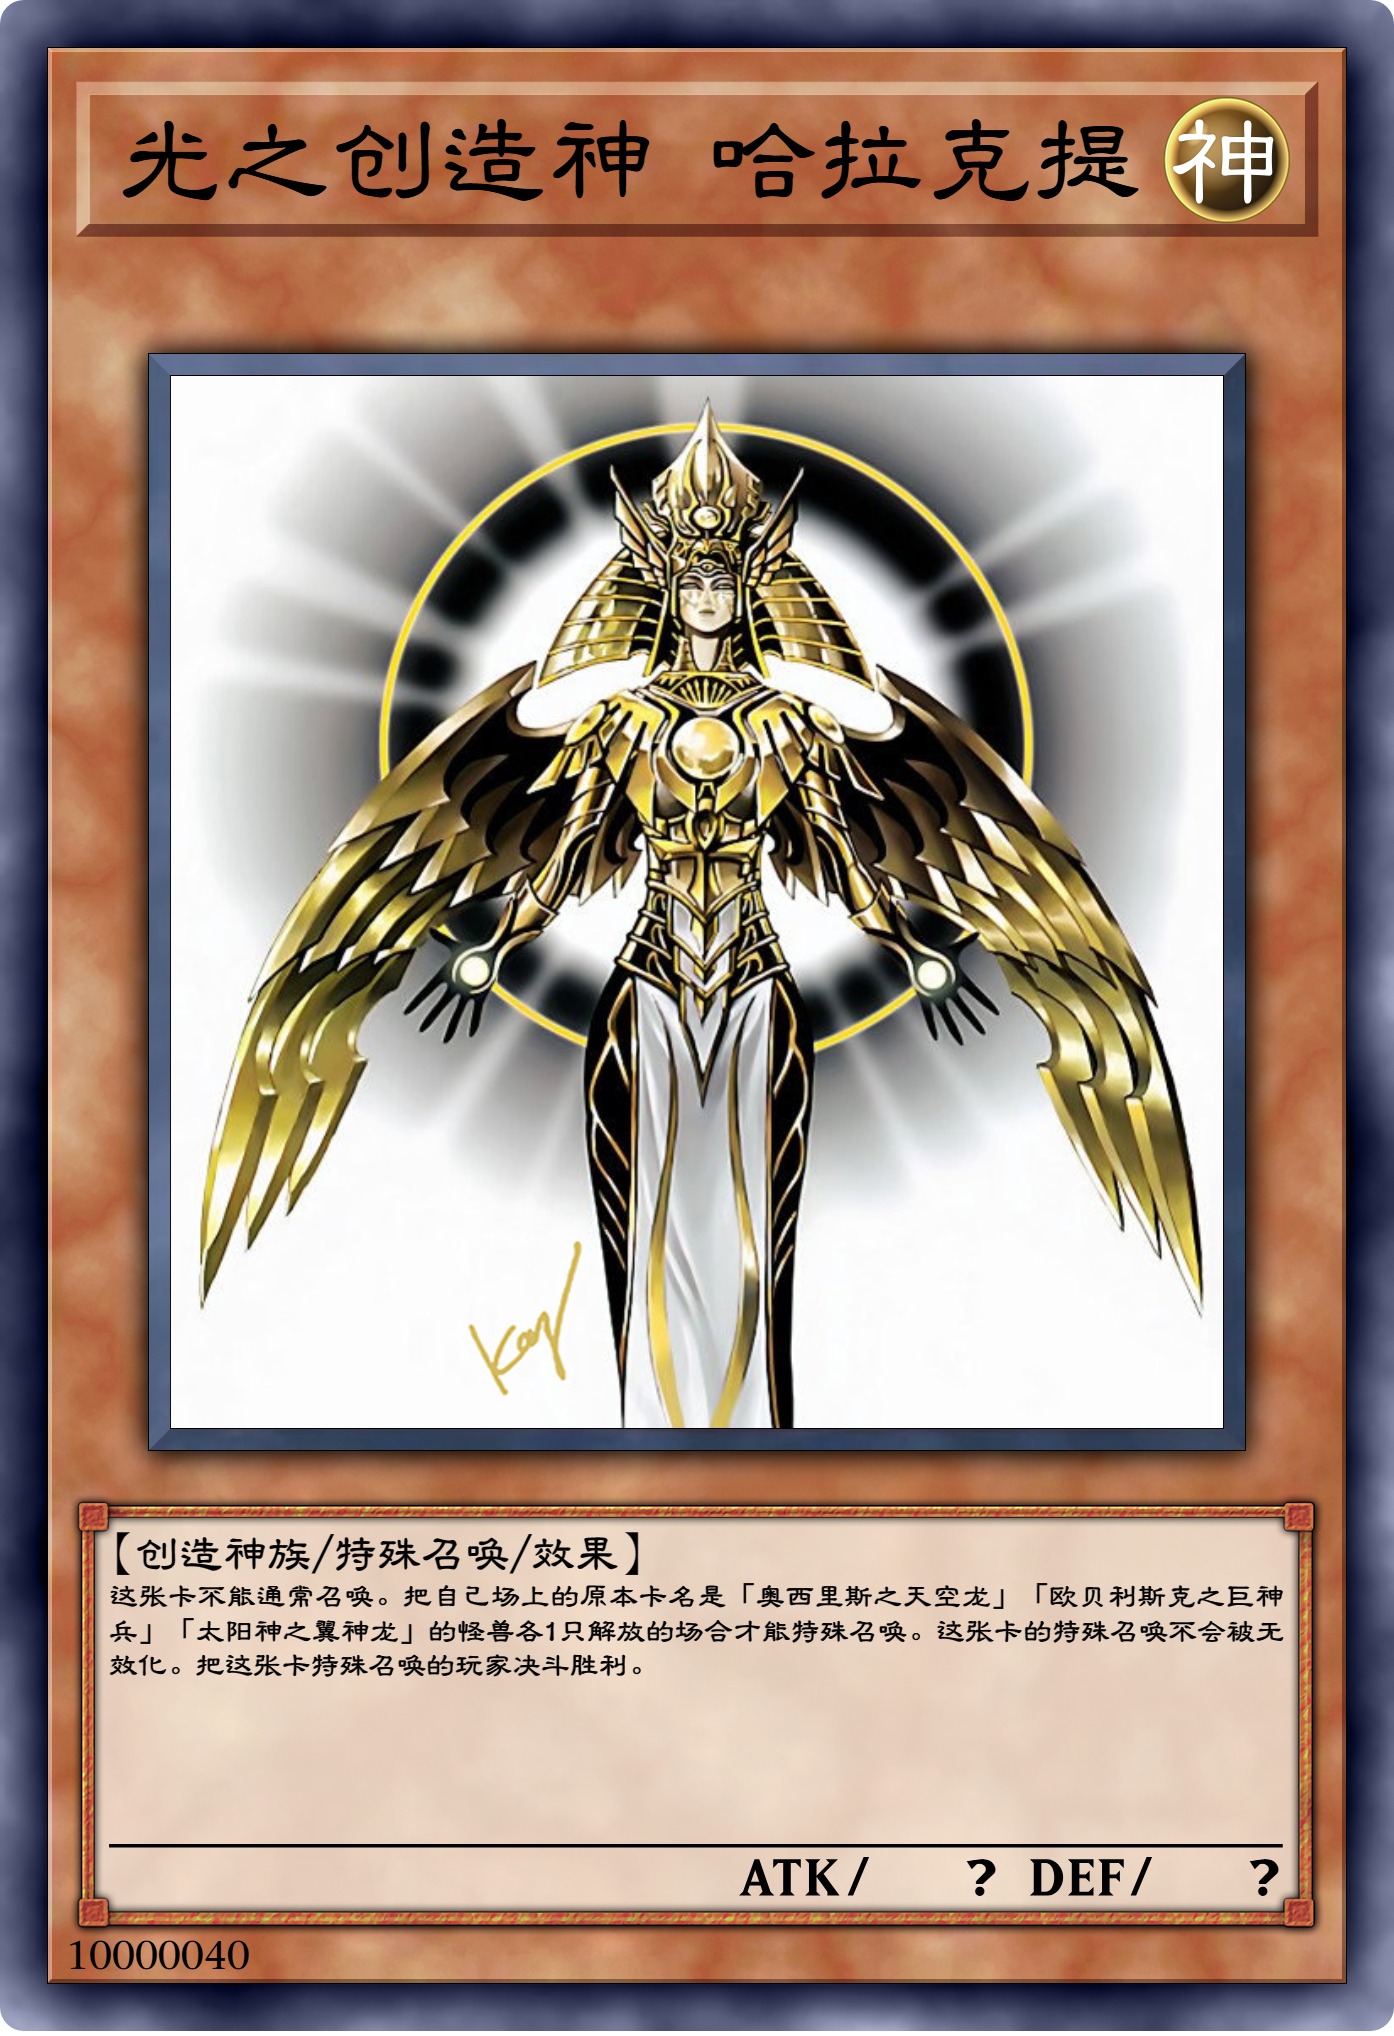 光之创造神 哈拉克提 神
Kaz
【创造神族/特殊召唤/效果】
这张卡不能通常召唤。把自己场上的原本卡名是「奥西里斯之天空龙」「欧贝利斯克之巨神
兵」「太阳神之翼神龙」的怪兽各1只解放的场合才能特殊召唤。这张卡的特殊召唤不会被无
效化。把这张卡特殊召唤的玩家决斗胜利。
ATK/ ? DEF/ ?
10000040